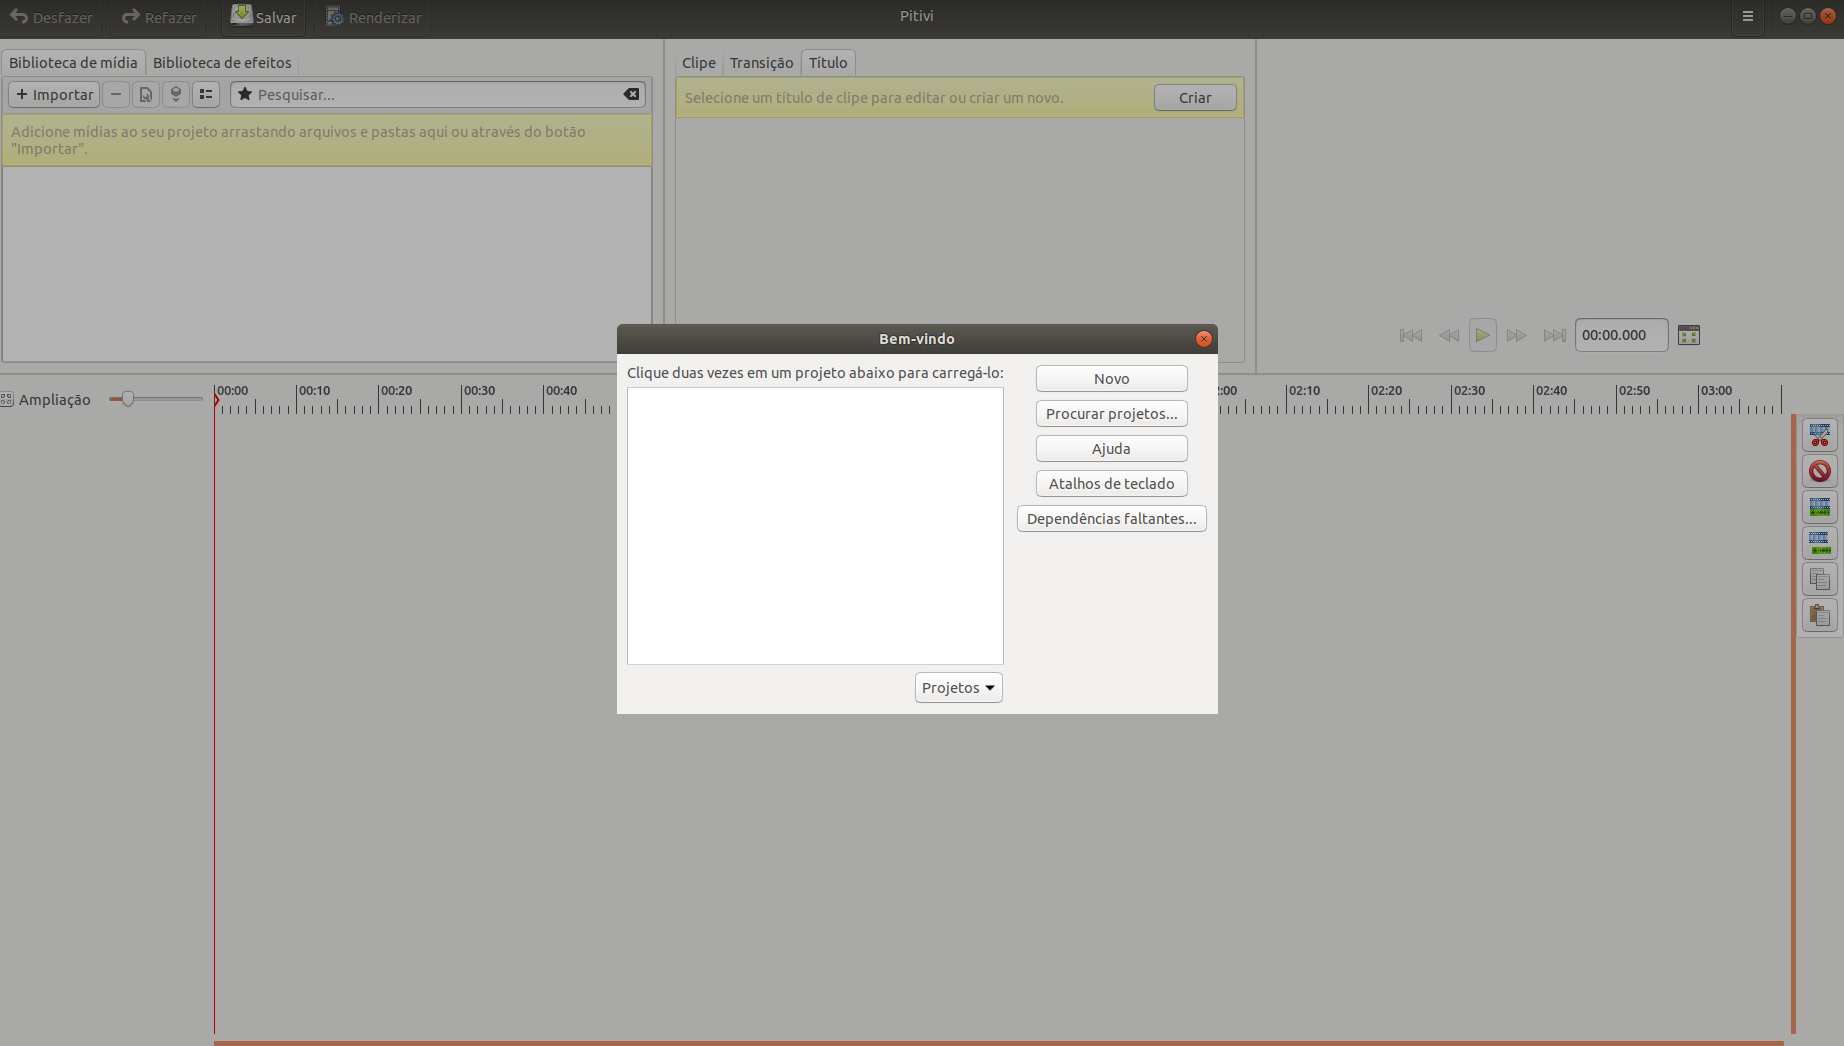 Desfazer
Refazer
Salvar
Renderizar
Pitivi
Biblioteca de mídia
Biblioteca de efeitos
Importar
Pesquisar...
Adicione mídias ao seu projeto arrastando arquivos e pastas aqui ou através do botão
"Importar".
Clipe
Transição
Título
Selecione um título de clipe para editar ou criar um novo.
Criar
00:00.000
Bem-vindo
Clique duas vezes em um projeto abaixo para carregá-lo:
Novo
Procurar projetos...
Ajuda
Atalhos de teclado
Dependências faltantes...
Projetos
Ampliação
00:00
00:10
00:20
00:30
00:40
:00
02:10
02:20
02:30
02:40
02:50
03:00